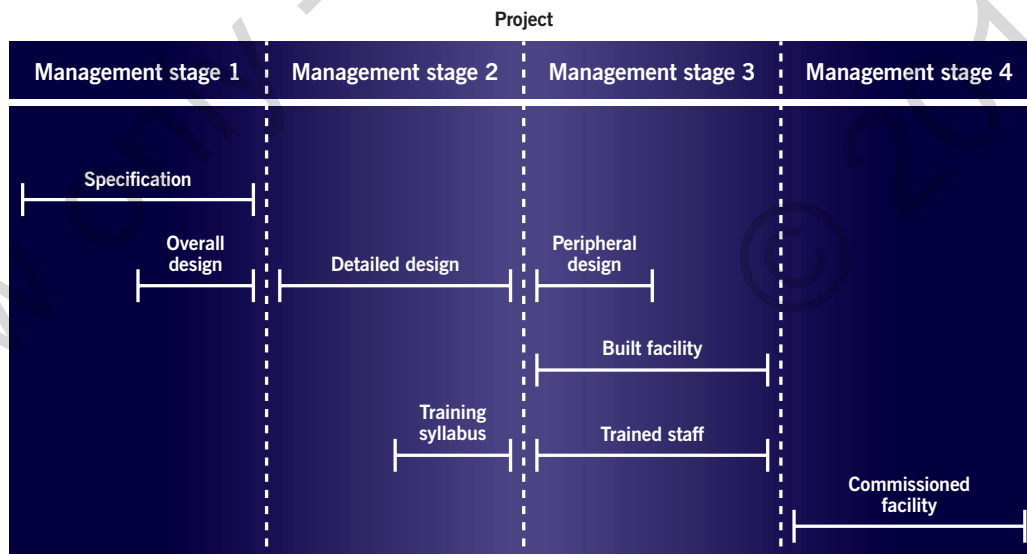 Project
Management stage 1
Management stage 2
Management stage 3
Management stage 4
Specification
Overall
design
Detailed design
Peripheral
design
Built facility
Training
syllabus
Trained staff
Commissioned
facility
only
©